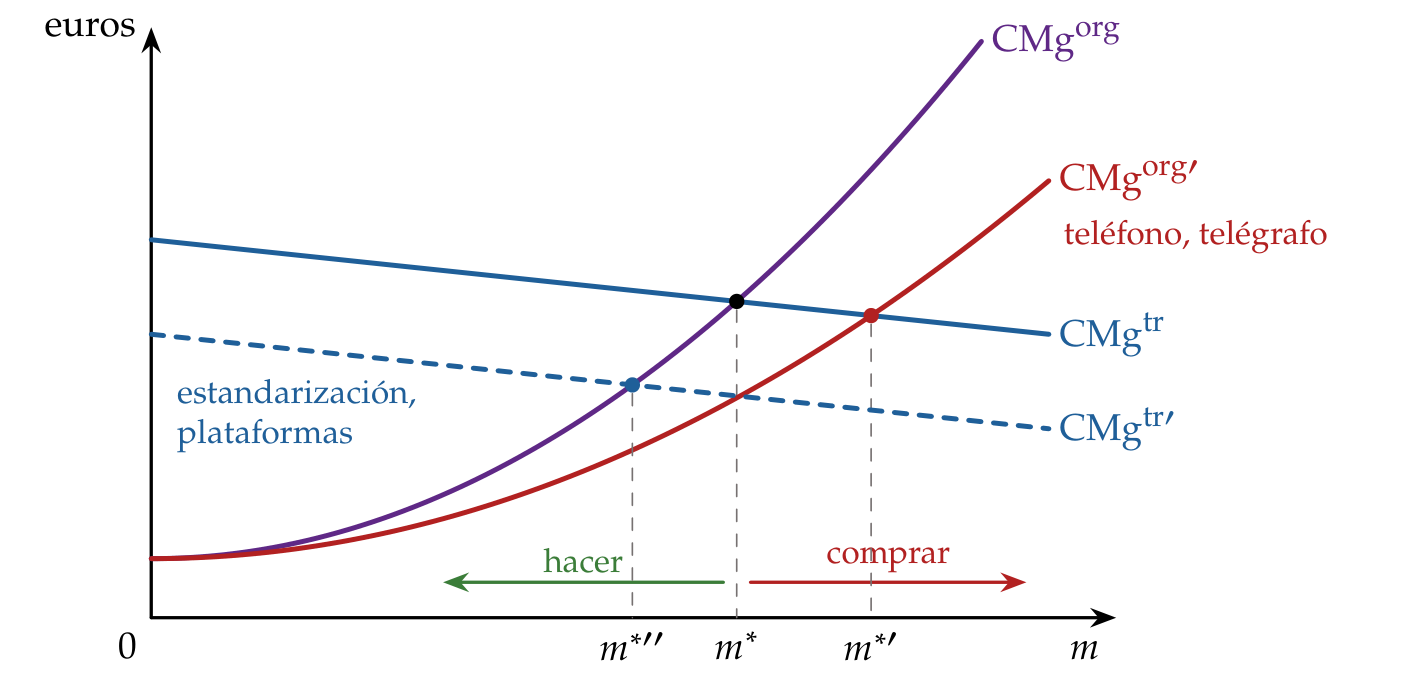 euros
CMg^org
CMg^org′
teléfono, telégrafo
CMg^tr
estandarización,
plataformas
CMg^tr′
hacer
comprar
0
m*′′
m*
m*′
m